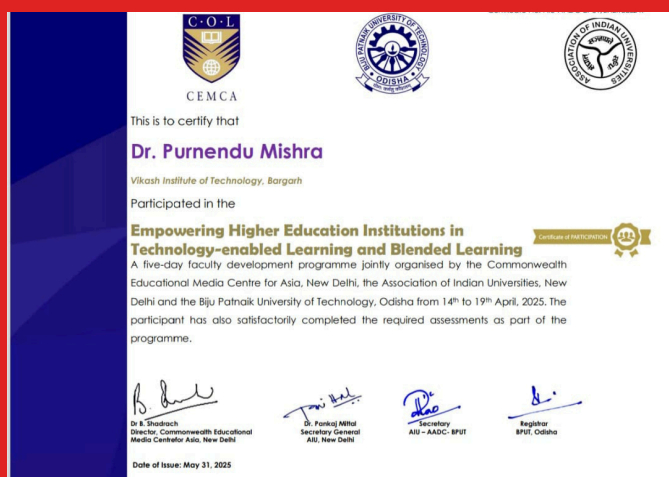 C·O·L
CEMCA
BIJU PATNAIK UNIVERSITY OF TECHNOLOGY
ODISHA
ASSOCIATION OF INDIAN UNIVERSITIES
This is to certify that
Dr. Purnendu Mishra
Vikash Institute of Technology, Bargarh
Participated in the
Empowering Higher Education Institutions in
Technology-enabled Learning and Blended Learning
Certificate of PARTICIPATION
A five-day faculty development programme jointly organised by the Commonwealth
Educational Media Centre for Asia, New Delhi, the Association of Indian Universities, New
Delhi and the Biju Patnaik University of Technology, Odisha from 14th to 19th April, 2025. The
participant has also satisfactorily completed the required assessments as part of the
programme.
Dr B. Shadrach
Director, Commonwealth Educational
Media Centrefor Asia, New Delhi
Dr. Pankaj Mittal
Secretary General
AIU, New Delhi
Secretary
AIU – AADC- BPUT
Registrar
BPUT, Odisha
Date of Issue: May 31, 2025